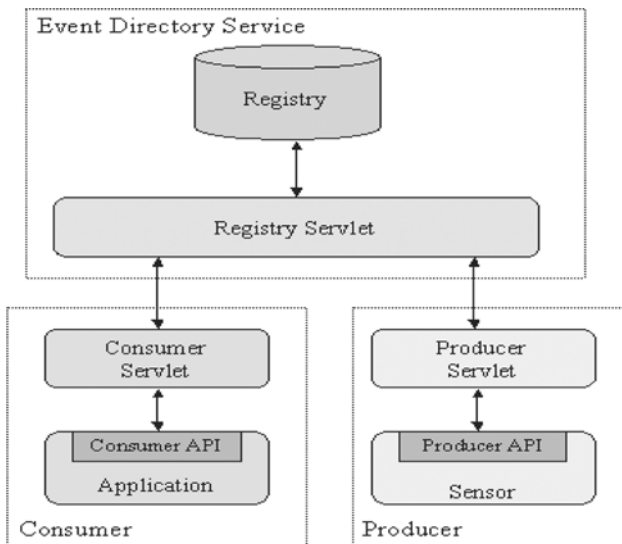 Event Directory Service
Registry
Registry Servlet
Consumer
Servlet
Producer
Servlet
Consumer API
Application
Producer API
Sensor
Consumer
Producer